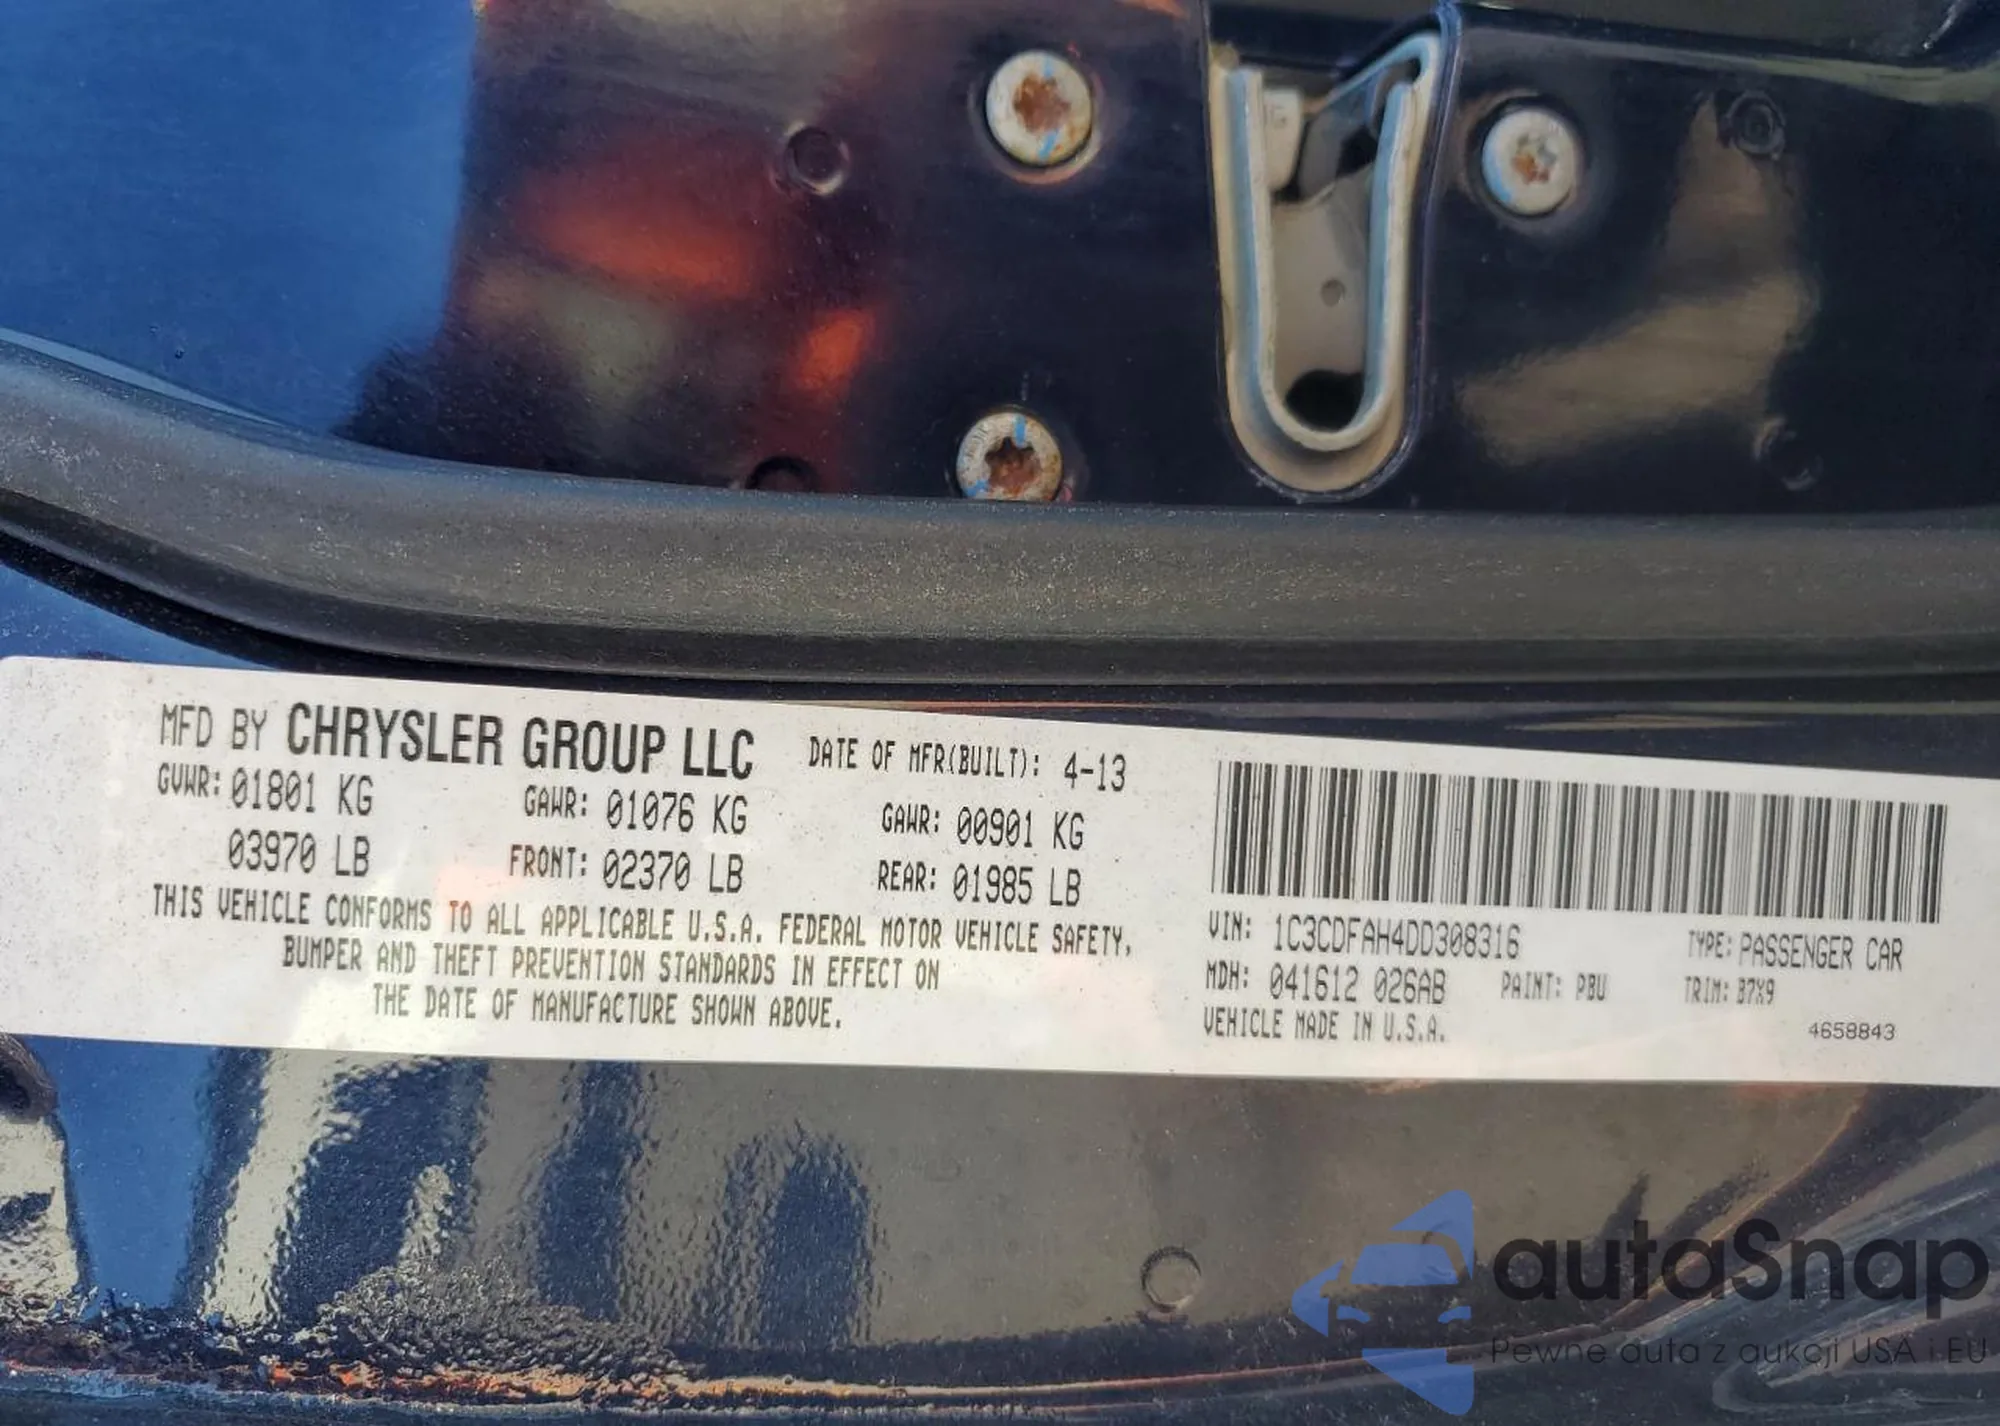 MFD BY CHRYSLER GROUP LLC DATE OF MFR(BUILT): 4-13
GVWR: 01801 KG GAWR: 01076 KG GAWR: 00901 KG
03970 LB FRONT: 02370 LB REAR: 01985 LB
THIS VEHICLE CONFORMS TO ALL APPLICABLE U.S.A. FEDERAL MOTOR VEHICLE SAFETY,
BUMPER AND THEFT PREVENTION STANDARDS IN EFFECT ON
THE DATE OF MANUFACTURE SHOWN ABOVE.
VIN: 1C3CDFAH4DD308316 TYPE: PASSENGER CAR
MDH: 041612 026AB PAINT: PBU TRIM: B7X9
VEHICLE MADE IN U.S.A. 4658843
autoSnap
Pewne auta z aukcji USA i EU